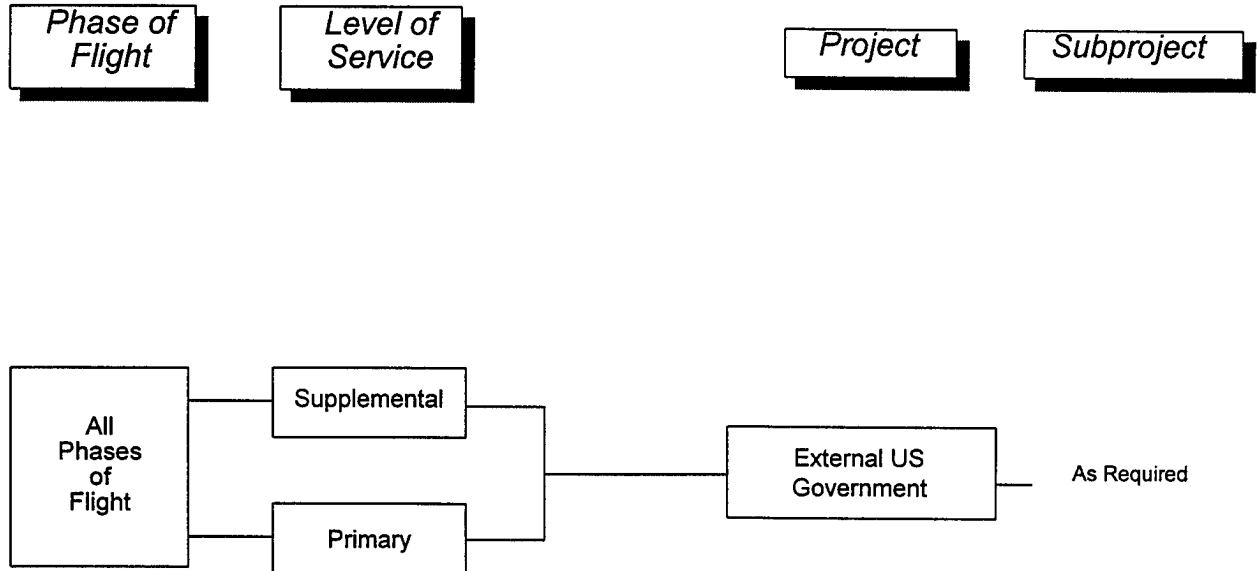 Phase of
Flight
Level of
Service
Project
Subproject
All
Phases
of
Flight
Supplemental
Primary
External US
Government
As Required